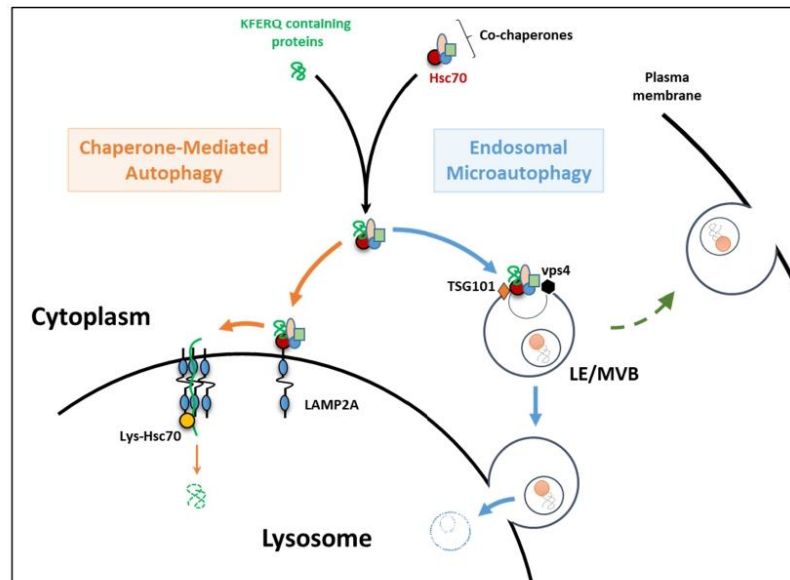 KFERQ containing
proteins
Co-chaperones
Hsc70
Plasma
membrane
Chaperone-Mediated
Autophagy
Endosomal
Microautophagy
TSG101
vps4
Cytoplasm
LE/MVB
LAMP2A
Lys-Hsc70
Lysosome